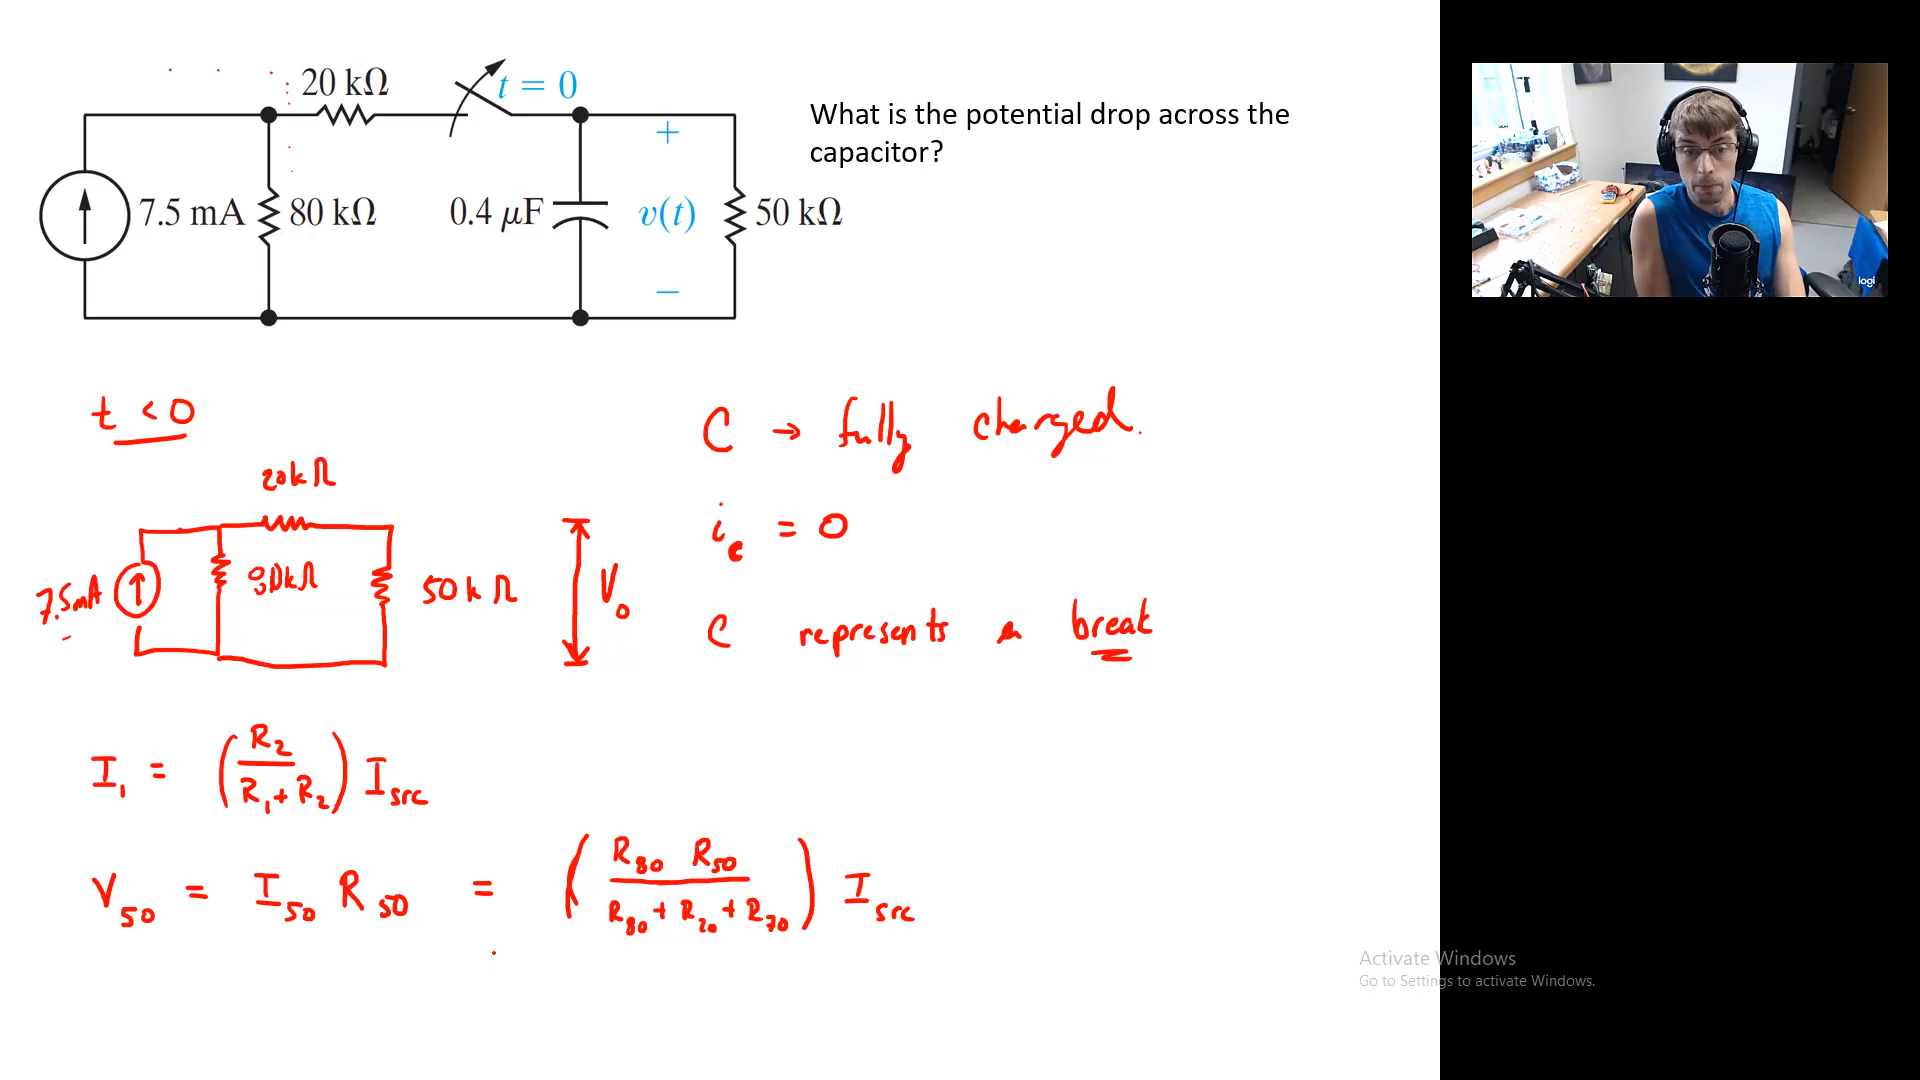 20 kΩ
t = 0
7.5 mA
80 kΩ
0.4 μF
+
v(t)
−
50 kΩ
What is the potential drop across the
capacitor?
logi
t < 0
C → fully charged.
20k Ω
i_c = 0
7.5mA
80kΩ
50k Ω
V_0
C represents a break
I_1 = (R_2 / (R_1 + R_2)) I_src
V_50 = I_50 R_50 = (R_80 R_50 / (R_80 + R_20 + R_70)) I_src
Activate Windows
Go to Settings to activate Windows.